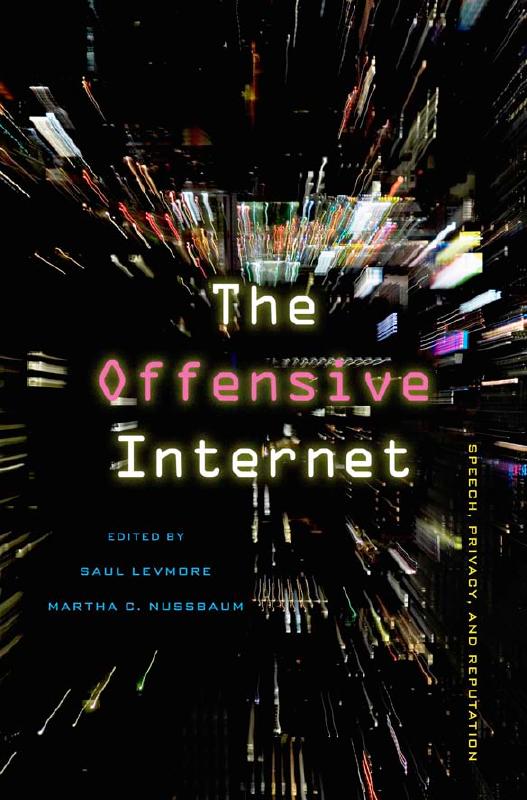 The
Offensive
Internet
EDITED BY
SAUL LEVMORE
MARTHA C. NUSSBAUM
SPEECH, PRIVACY, AND REPUTATION